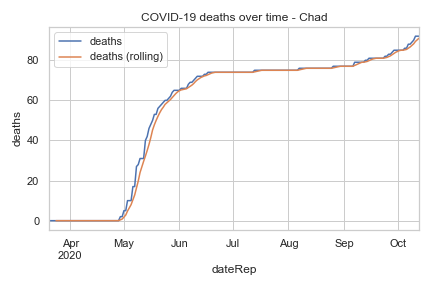 COVID-19 deaths over time - Chad
deaths
deaths (rolling)
80
60
40
20
0
deaths
Apr May Jun Jul Aug Sep Oct
2020
dateRep